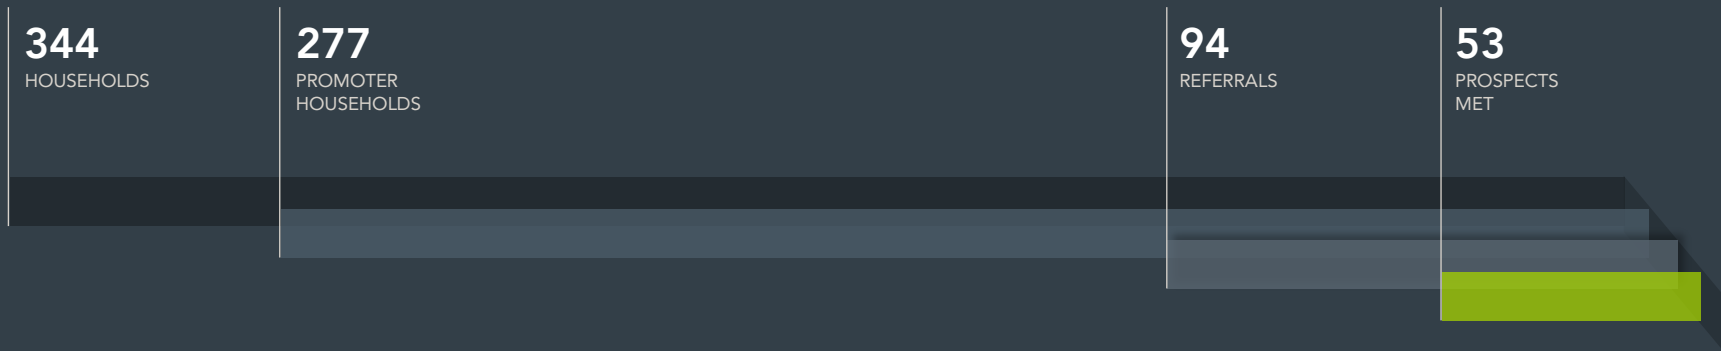 344
HOUSEHOLDS
277
PROMOTER
HOUSEHOLDS
94
REFERRALS
53
PROSPECTS
MET